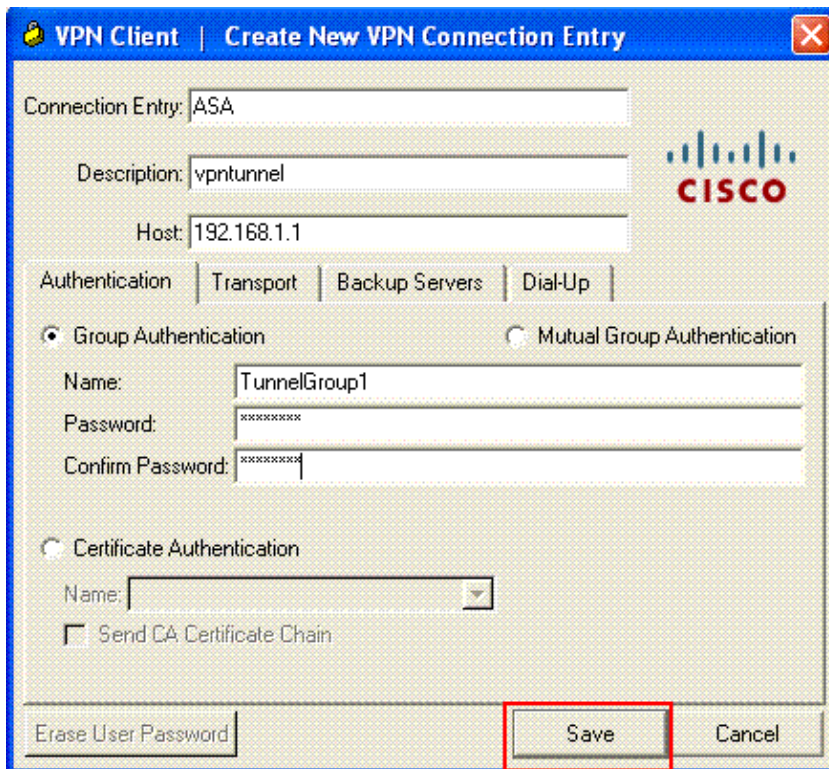 VPN Client | Create New VPN Connection Entry
Connection Entry: ASA
Description: vpntunnel
CISCO
Host: 192.168.1.1
Authentication Transport Backup Servers Dial-Up
Group Authentication Mutual Group Authentication
Name: TunnelGroup1
Password: ********
Confirm Password: ********
Certificate Authentication
Name:
Send CA Certificate Chain
Erase User Password Save Cancel